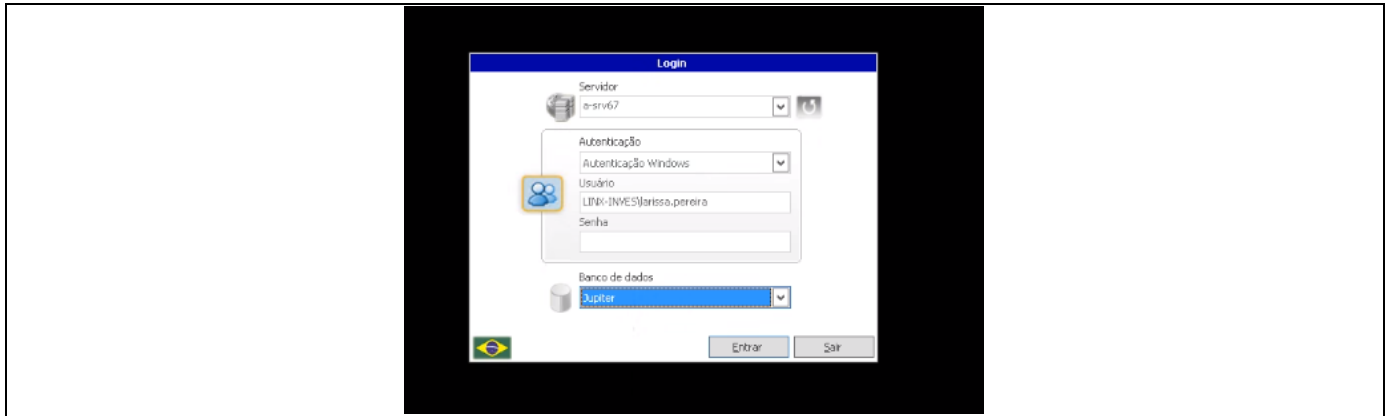 Login
Servidor
a-srv67
Autenticação
Autenticação Windows
Usuário
LINX-INVES\larissa.pereira
Senha
Banco de dados
Jupiter
Entrar
Sair